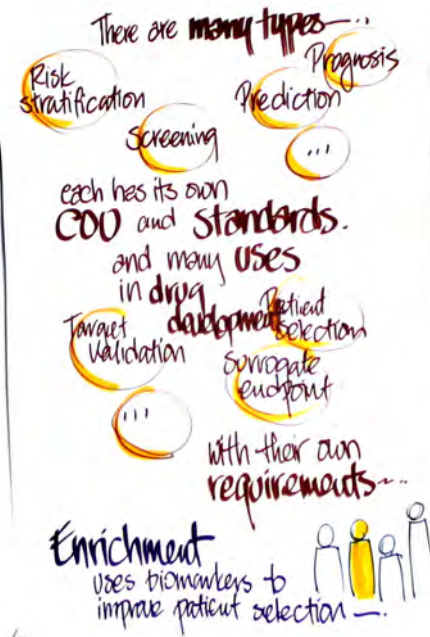 There are many types—..
Prognosis
Risk
stratification
Prediction
Screening
...
each has its own
COU and standards.
and many uses
in drug
development
Patient
selection
Target
validation
surrogate
endpoint
...
with their own
requirements—..
Enrichment
uses biomarkers to
improve patient selection—.